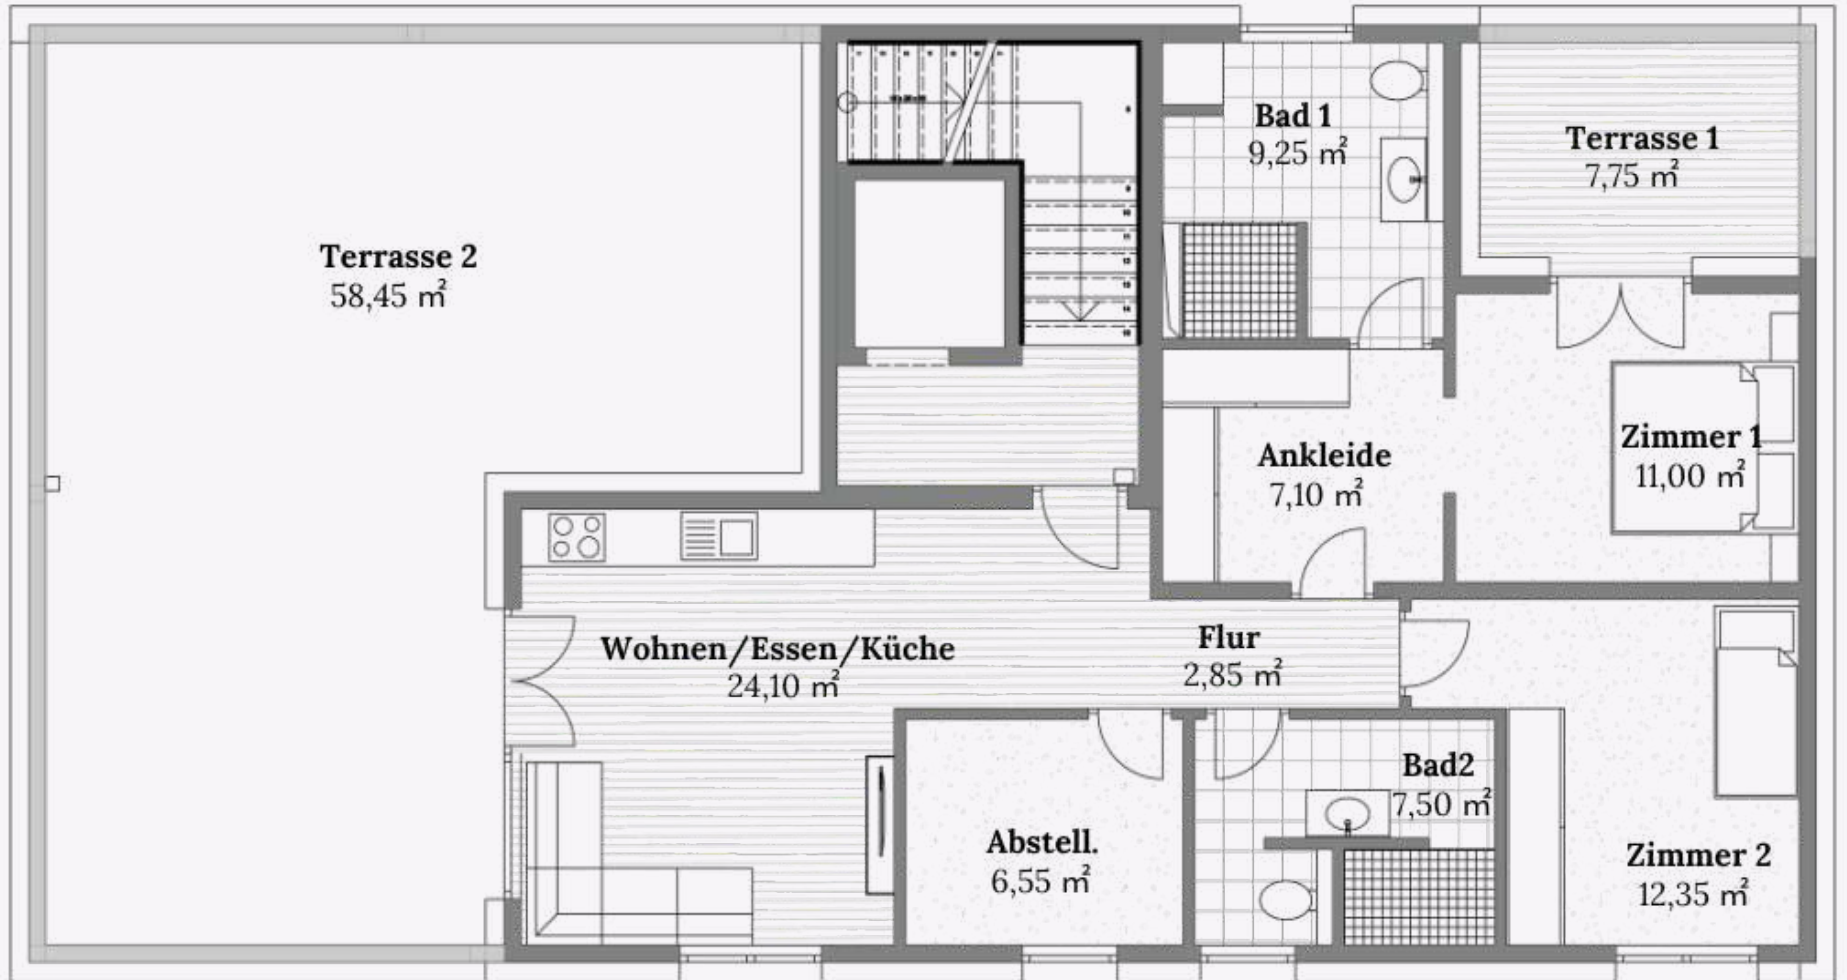 Bad 1
9,25 m²
Terrasse 1
7,75 m²
Terrasse 2
58,45 m²
Zimmer 1
11,00 m²
Ankleide
7,10 m²
Wohnen/Essen/Küche
24,10 m²
Flur
2,85 m²
Bad2
7,50 m²
Abstell.
6,55 m²
Zimmer 2
12,35 m²